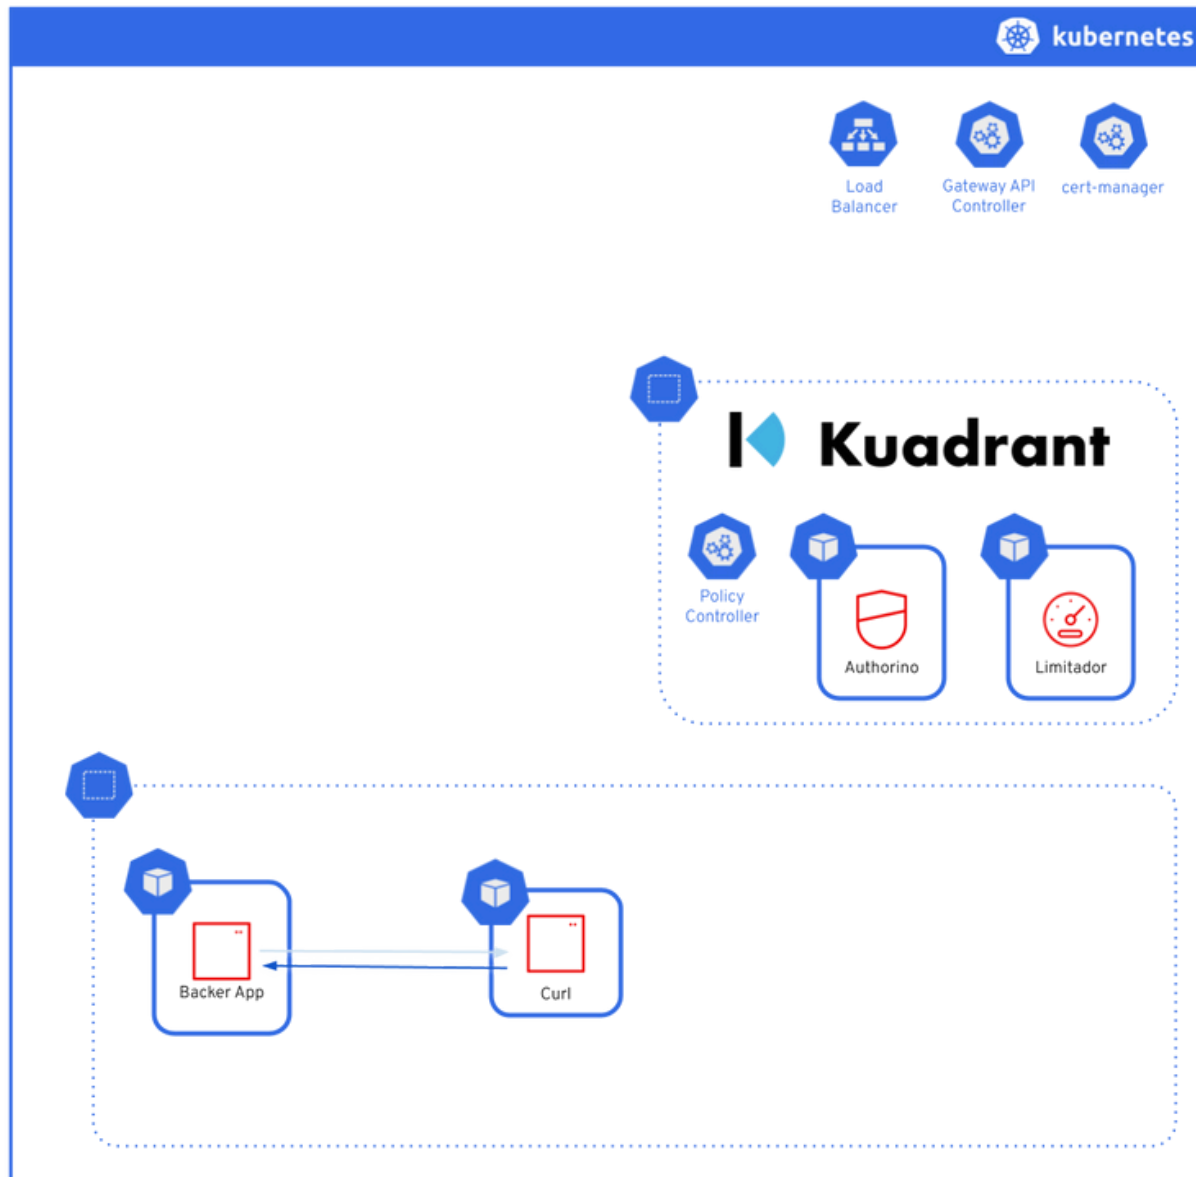 kubernetes
Load
Balancer
Gateway API
Controller
cert-manager
Kuadrant
Policy
Controller
Authorino
Limitador
Backer App
Curl